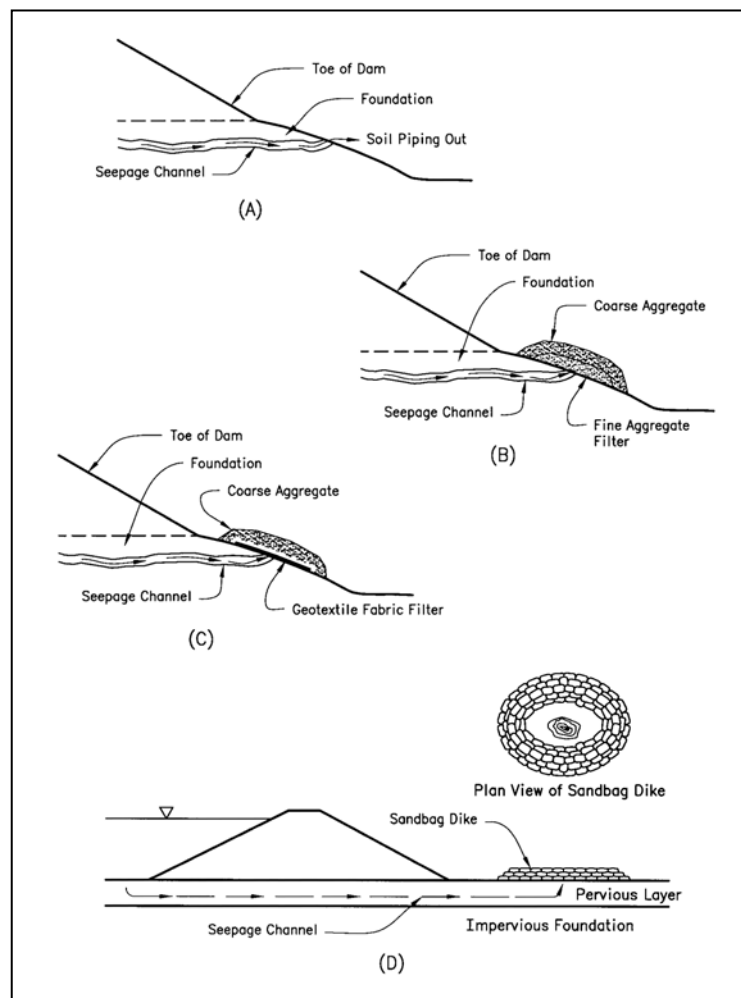 Toe of Dam
Foundation
Soil Piping Out
Seepage Channel
(A)
Toe of Dam
Foundation
Coarse Aggregate
Seepage Channel
Fine Aggregate
Filter
(B)
Toe of Dam
Foundation
Coarse Aggregate
Seepage Channel
Geotextile Fabric Filter
(C)
Plan View of Sandbag Dike
Sandbag Dike
Pervious Layer
Seepage Channel
Impervious Foundation
(D)